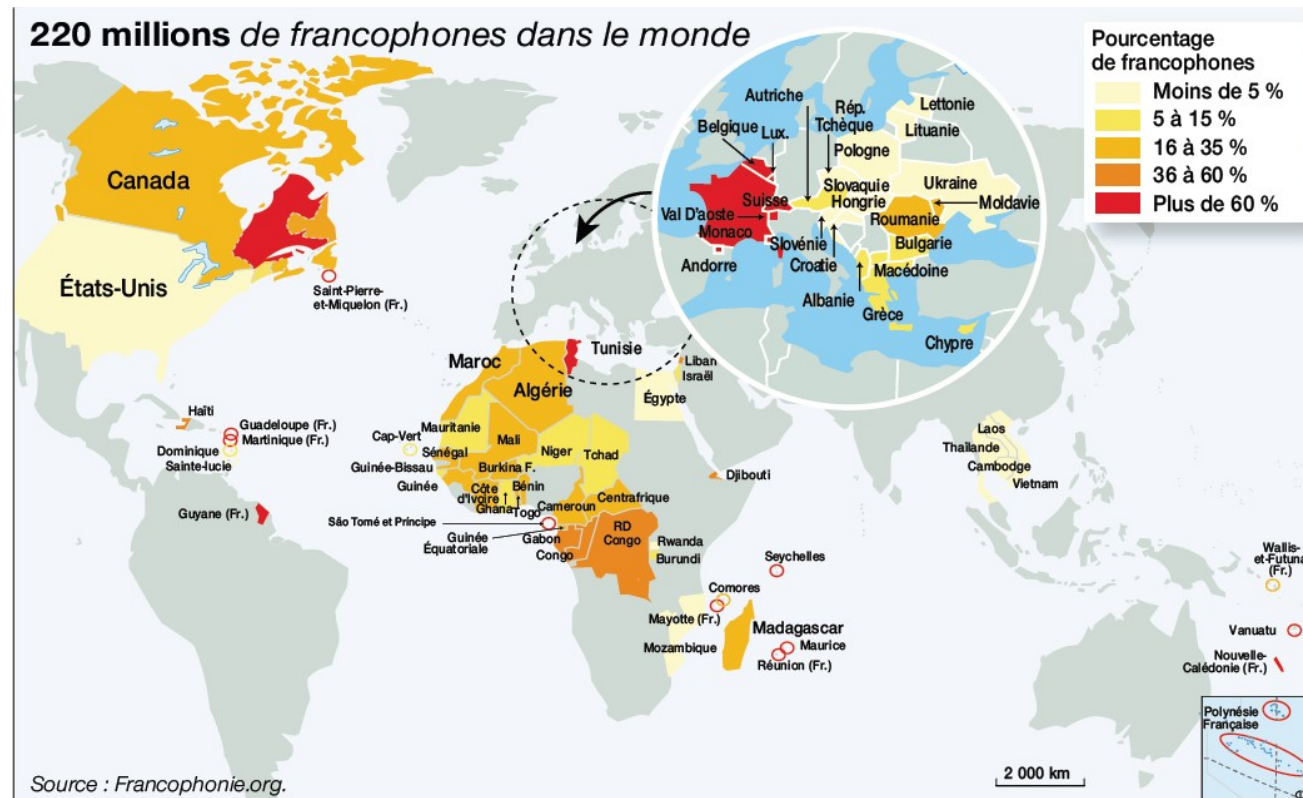 220 millions de francophones dans le monde
Pourcentage
de francophones
Moins de 5 %
5 à 15 %
16 à 35 %
36 à 60 %
Plus de 60 %
Autriche
Rép.
Tchèque
Lettonie
Lituanie
Belgique
Lux.
Pologne
Slovaquie
Hongrie
Ukraine
Moldavie
Suisse
Val D'aoste
Monaco
Roumanie
Bulgarie
Slovénie
Andorre
Croatie
Macédoine
Albanie
Grèce
Chypre
Canada
États-Unis
Saint-Pierre-
et-Miquelon (Fr.)
Haïti
Guadeloupe (Fr.)
Martinique (Fr.)
Dominique
Sainte-lucie
Guyane (Fr.)
Maroc
Tunisie
Algérie
Liban
Israël
Égypte
Mauritanie
Cap-Vert
Mali
Niger
Tchad
Sénégal
Guinée-Bissau
Burkina F.
Guinée
Côte
d'Ivoire
Bénin
Ghana
Togo
Cameroun
Centrafrique
Djibouti
São Tomé et Príncipe
Guinée
Équatoriale
Gabon
Congo
RD
Congo
Rwanda
Burundi
Seychelles
Comores
Mayotte (Fr.)
Madagascar
Mozambique
Maurice
Réunion (Fr.)
Laos
Thaïlande
Cambodge
Vietnam
Wallis-
et-Futuna
(Fr.)
Vanuatu
Nouvelle-
Calédonie (Fr.)
Polynésie
Française
2 000 km
Source : Francophonie.org.